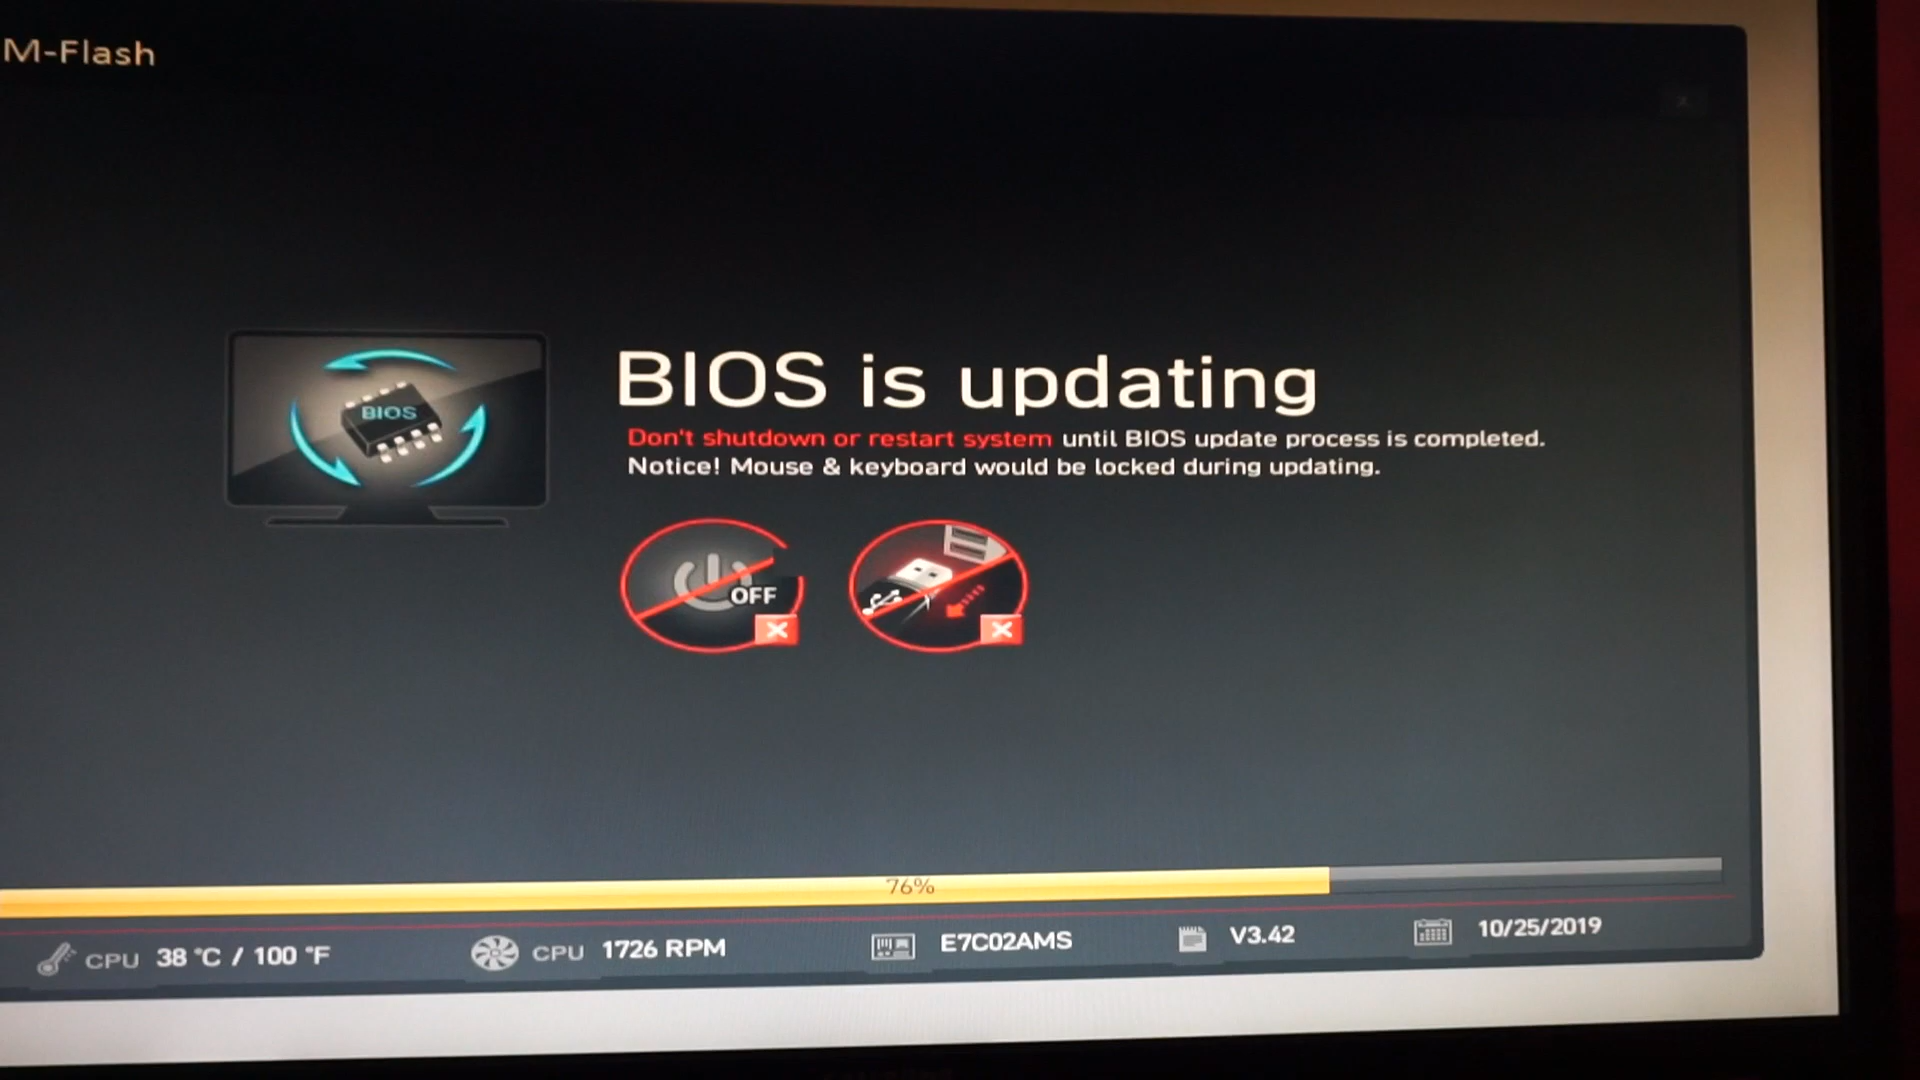 M-Flash
BIOS
BIOS is updating
Don't shutdown or restart system until BIOS update process is completed.
Notice! Mouse & keyboard would be locked during updating.
OFF
76%
CPU 38 °C / 100 °F
CPU 1726 RPM
E7C02AMS
V3.42
10/25/2019